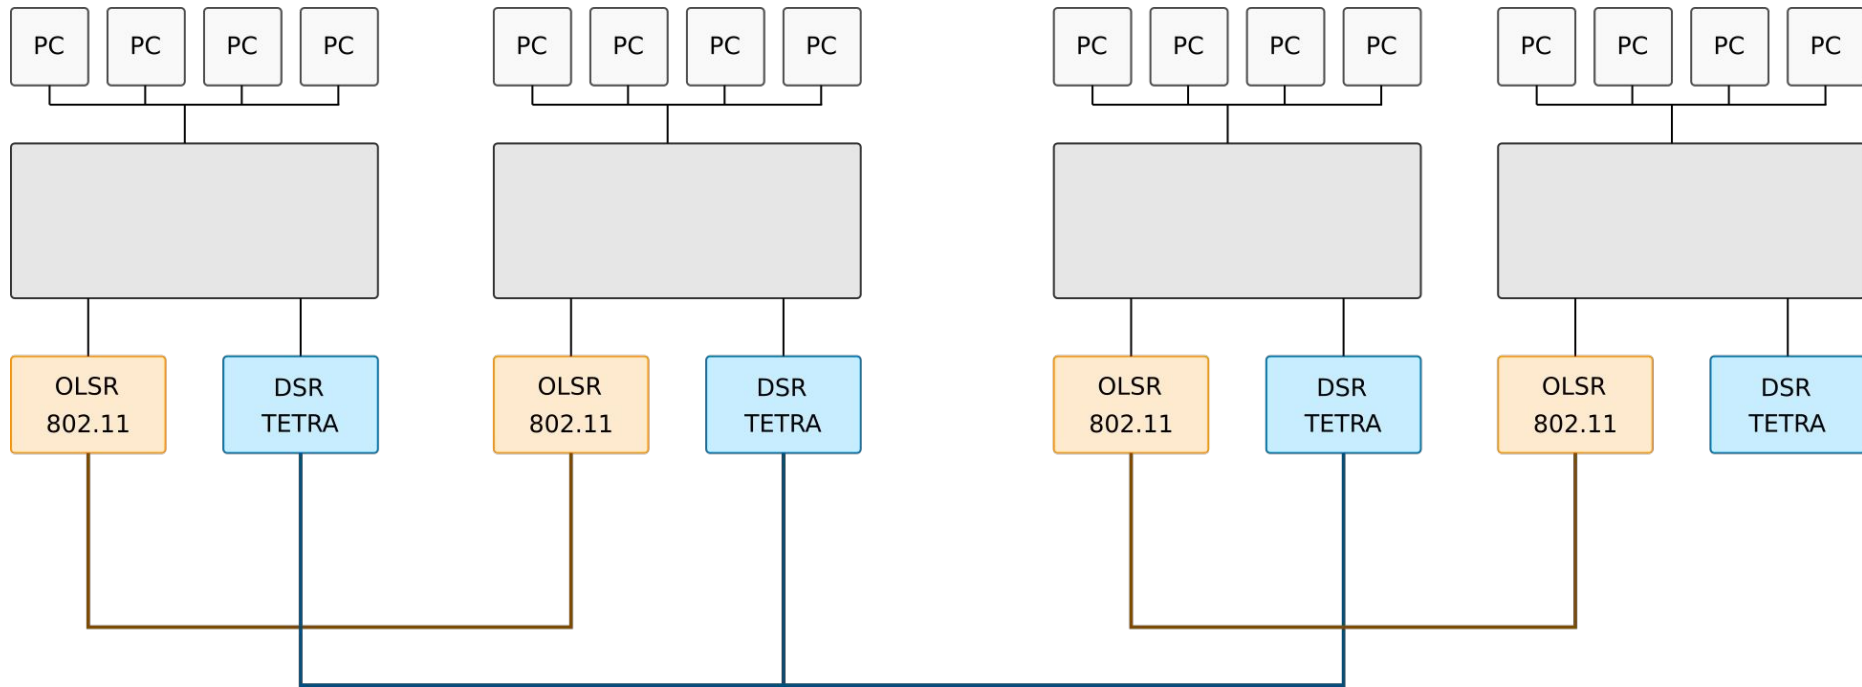 PC PC PC PC PC PC PC PC PC PC PC PC PC PC PC PC
OLSR
802.11
DSR
TETRA
OLSR
802.11
DSR
TETRA
OLSR
802.11
DSR
TETRA
OLSR
802.11
DSR
TETRA